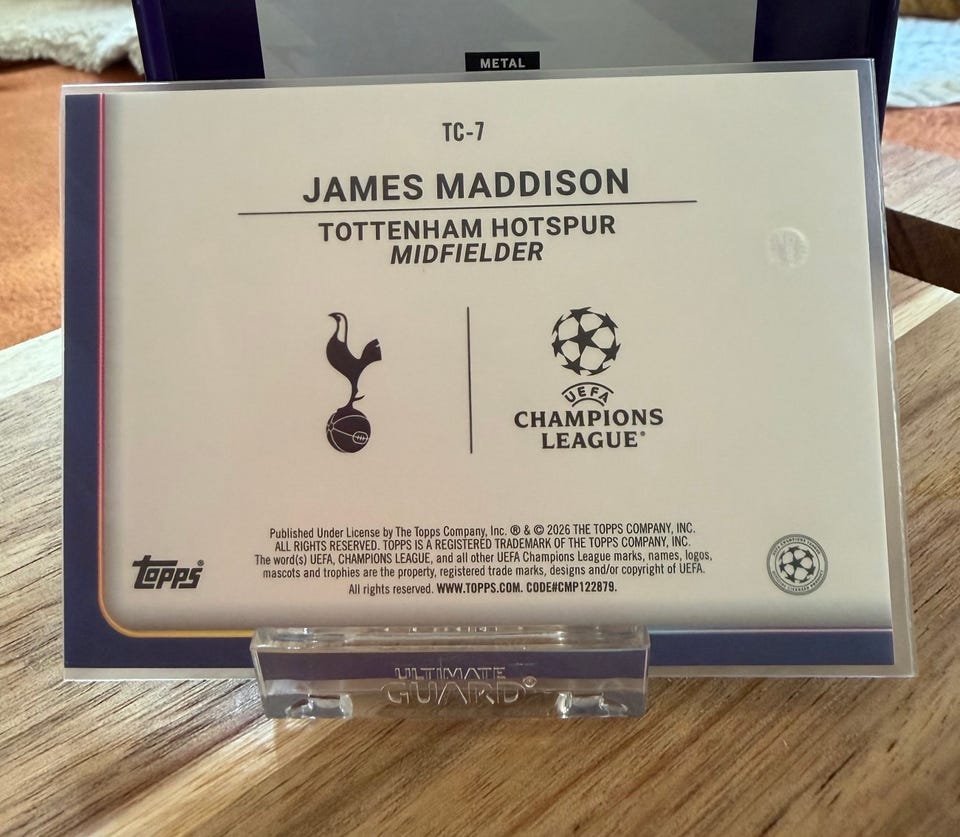 METAL
TC-7
JAMES MADDISON
TOTTENHAM HOTSPUR
MIDFIELDER
UEFA
CHAMPIONS
LEAGUE®
Published Under License by The Topps Company, Inc. ® & © 2026 THE TOPPS COMPANY, INC.
ALL RIGHTS RESERVED. TOPPS IS A REGISTERED TRADEMARK OF THE TOPPS COMPANY, INC.
The word(s) UEFA, CHAMPIONS LEAGUE, and all other UEFA Champions League marks, names, logos,
mascots and trophies are the property, registered trade marks, designs and/or copyright of UEFA.
All rights reserved. WWW.TOPPS.COM. CODE#CMP122879.
topps®
ULTIMATE
GUARD®